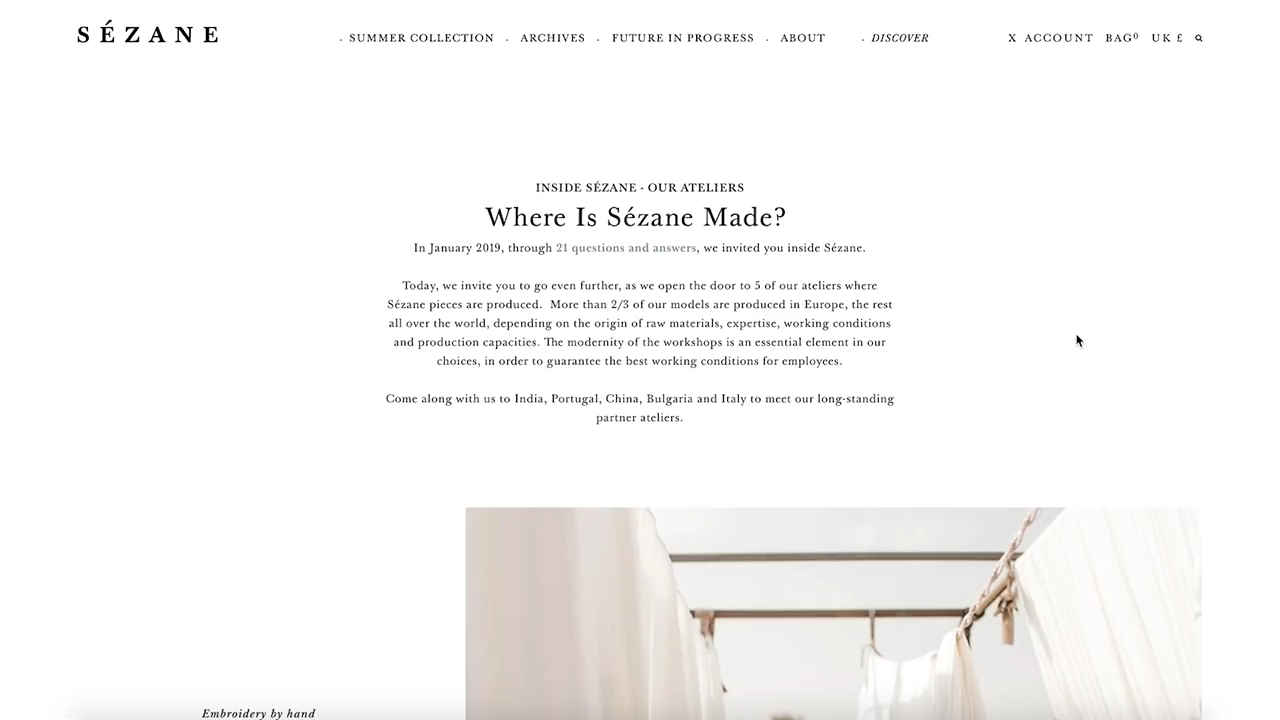 SÉZANE
. SUMMER COLLECTION . ARCHIVES . FUTURE IN PROGRESS . ABOUT . DISCOVER X ACCOUNT BAG0 UK £
INSIDE SÉZANE - OUR ATELIERS
Where Is Sézane Made?
In January 2019, through 21 questions and answers, we invited you inside Sézane.
Today, we invite you to go even further, as we open the door to 5 of our ateliers where
Sézane pieces are produced. More than 2/3 of our models are produced in Europe, the rest
all over the world, depending on the origin of raw materials, expertise, working conditions
and production capacities. The modernity of the workshops is an essential element in our
choices, in order to guarantee the best working conditions for employees.
Come along with us to India, Portugal, China, Bulgaria and Italy to meet our long-standing
partner ateliers.
Embroidery by hand